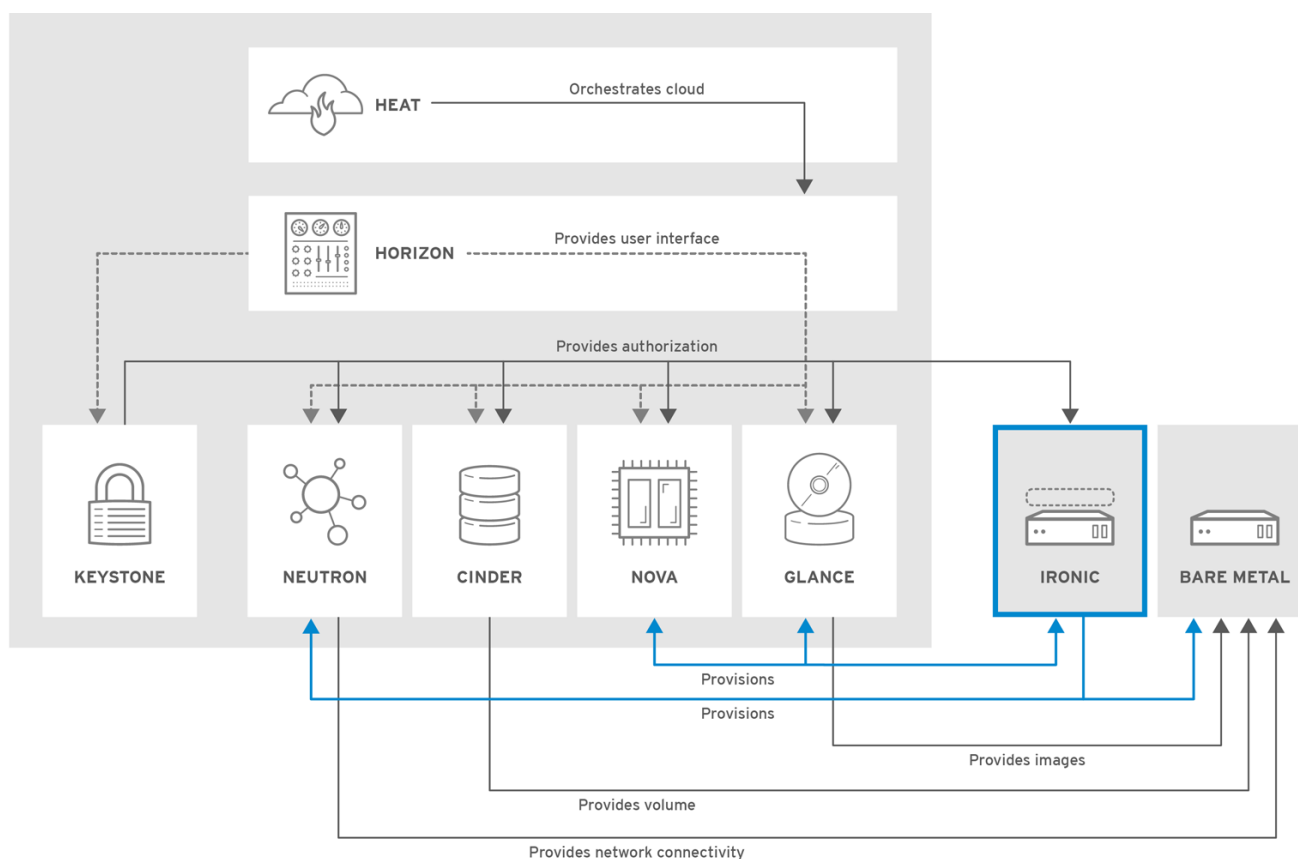 Orchestrates cloud
HEAT
Provides user interface
HORIZON
Provides authorization
KEYSTONE
NEUTRON
CINDER
NOVA
GLANCE
IRONIC
BARE METAL
Provisions
Provisions
Provides images
Provides volume
Provides network connectivity